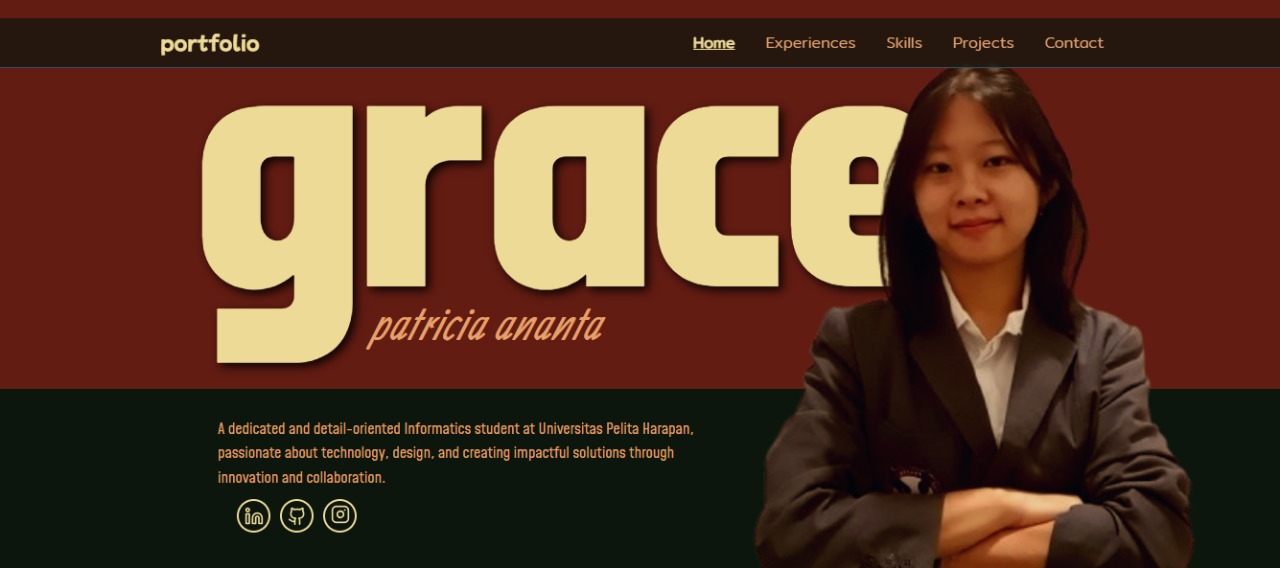 portfolio
Home Experiences Skills Projects Contact
grace
patricia ananta
A dedicated and detail-oriented Informatics student at Universitas Pelita Harapan,
passionate about technology, design, and creating impactful solutions through
innovation and collaboration.
in